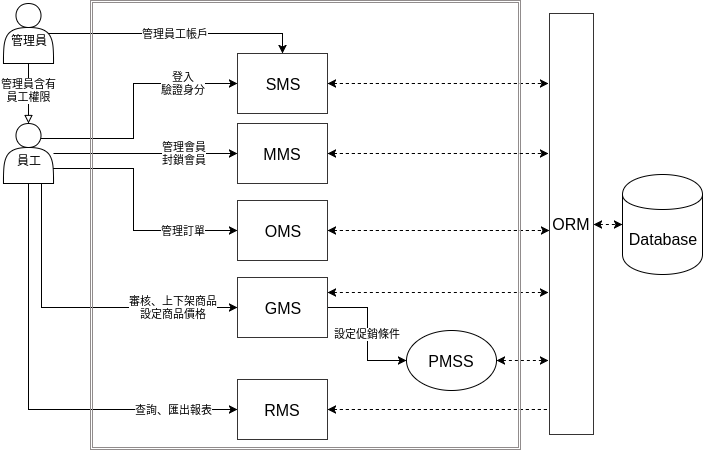 管理員
管理員工帳戶
管理員含有
員工權限
登入
驗證身分
SMS
員工
管理會員
封鎖會員
MMS
管理訂單
OMS
ORM
Database
審核、上下架商品
設定商品價格
GMS
設定促銷條件
PMSS
查詢、匯出報表
RMS